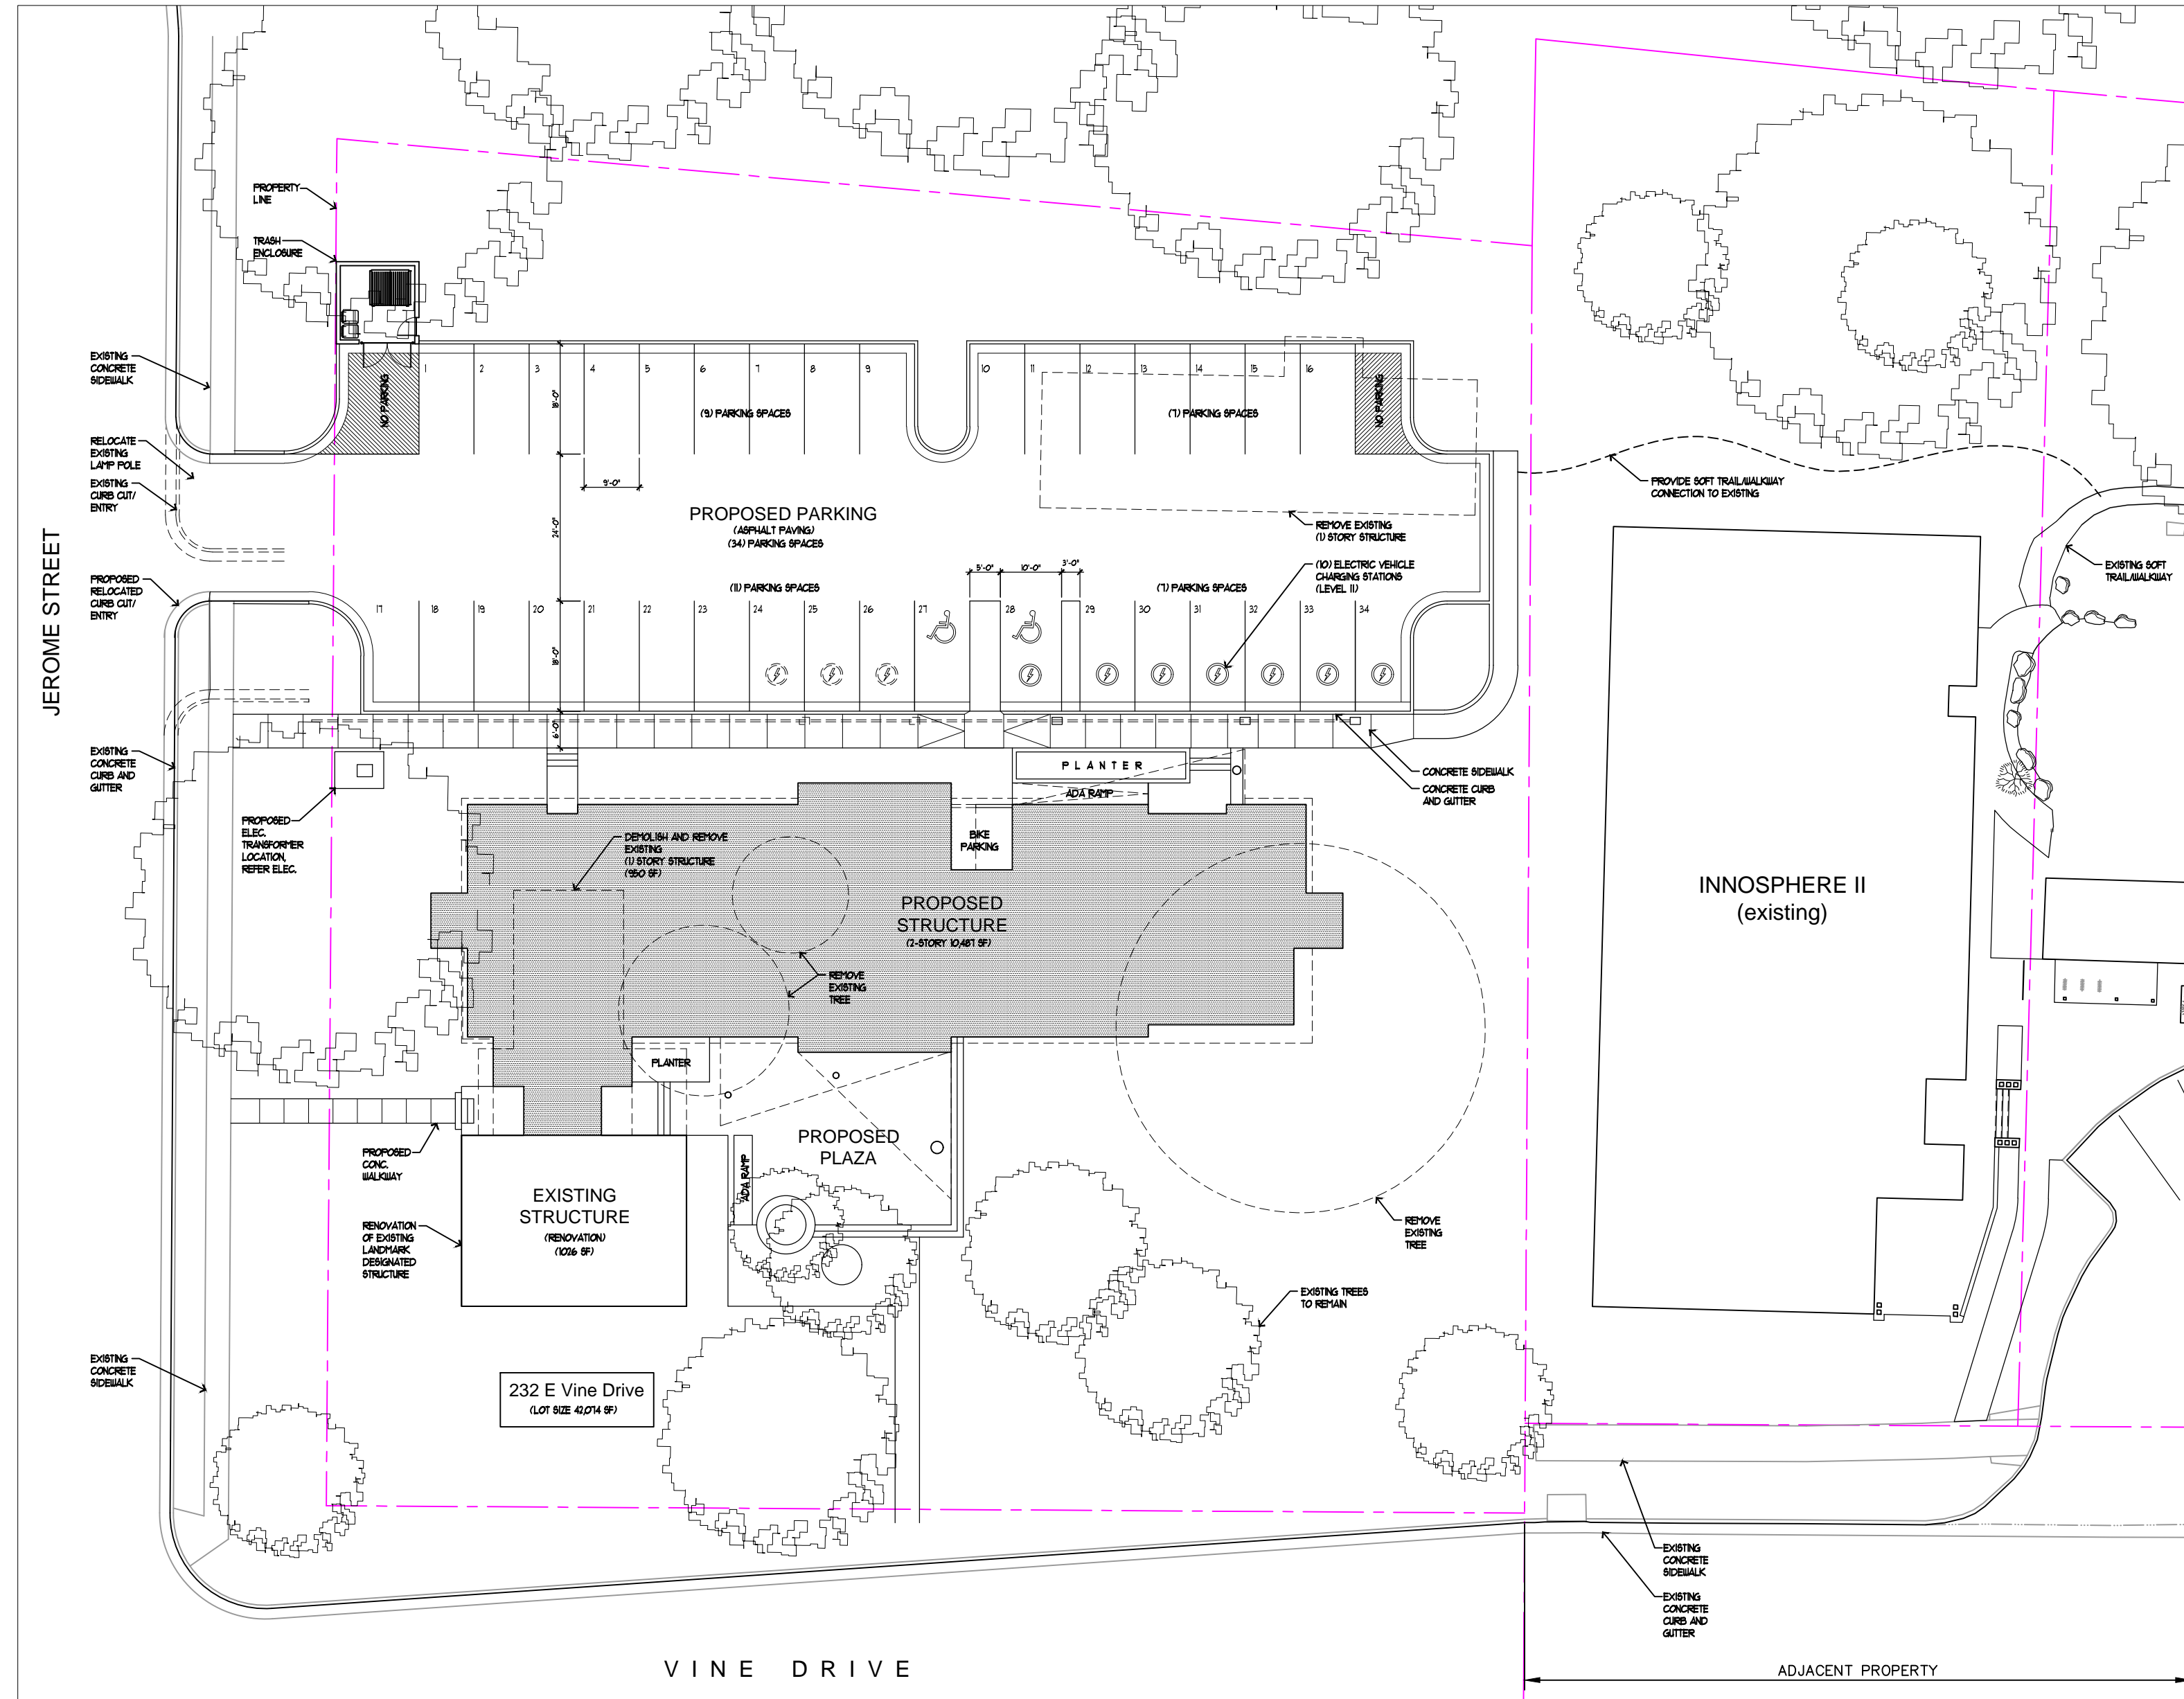 PROPERTY
LINE
TRASH
ENCLOSURE
EXISTING
CONCRETE
SIDEWALK
RELOCATE
EXISTING
LAMP POLE
EXISTING
CURB CUT/
ENTRY
PROPOSED
RELOCATED
CURB CUT/
ENTRY
JEROME STREET
EXISTING
CONCRETE
CURB AND
GUTTER
NO PARKING
1 2 3 4 5 6 7 8 9 10 11 12 13 14 15 16
NO PARKING
18'-0"
(9) PARKING SPACES
(7) PARKING SPACES
9'-0"
24'-0"
PROPOSED PARKING
(ASPHALT PAVING)
(34) PARKING SPACES
REMOVE EXISTING
(1) STORY STRUCTURE
(10) ELECTRIC VEHICLE
CHARGING STATIONS
(LEVEL II)
5'-0" 10'-0" 3'-0"
(11) PARKING SPACES
(7) PARKING SPACES
17 18 19 20 21 22 23 24 25 26 27 28 29 30 31 32 33 34
18'-0"
6'-0"
PROVIDE SOFT TRAIL/WALKWAY
CONNECTION TO EXISTING
EXISTING SOFT
TRAIL/WALKWAY
PLANTER
ADA RAMP
CONCRETE SIDEWALK
CONCRETE CURB
AND GUTTER
PROPOSED
ELEC.
TRANSFORMER
LOCATION,
REFER ELEC.
DEMOLISH AND REMOVE
EXISTING
(1) STORY STRUCTURE
(950 SF)
BIKE
PARKING
PROPOSED
STRUCTURE
(2-STORY 10,487 SF)
REMOVE
EXISTING
TREE
INNOSPHERE II
(existing)
PLANTER
PROPOSED
CONC.
WALKWAY
PROPOSED
PLAZA
ADA RAMP
EXISTING
STRUCTURE
(RENOVATION)
(1026 SF)
RENOVATION
OF EXISTING
LANDMARK
DESIGNATED
STRUCTURE
REMOVE
EXISTING
TREE
EXISTING TREES
TO REMAIN
EXISTING
CONCRETE
SIDEWALK
232 E Vine Drive
(LOT SIZE 42,074 SF)
EXISTING
CONCRETE
SIDEWALK
EXISTING
CONCRETE
CURB AND
GUTTER
VINE DRIVE
ADJACENT PROPERTY